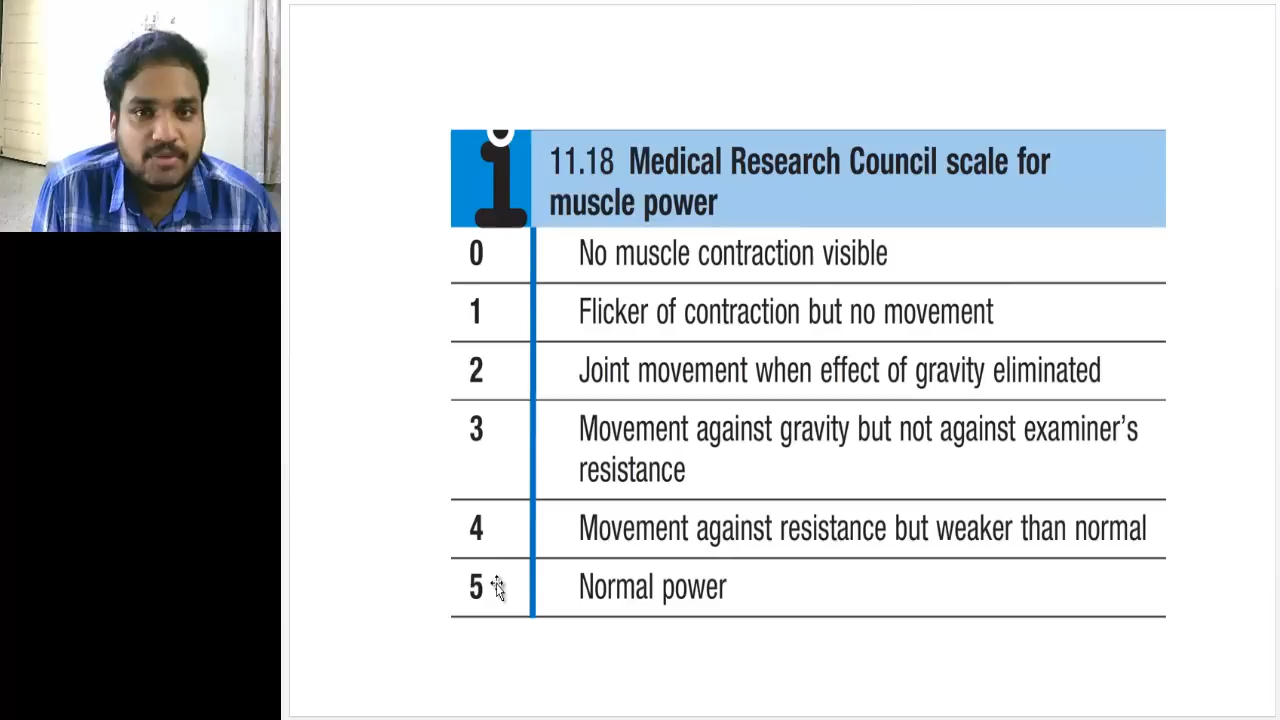 11.18 Medical Research Council scale for
muscle power
0 No muscle contraction visible
1 Flicker of contraction but no movement
2 Joint movement when effect of gravity eliminated
3 Movement against gravity but not against examiner’s
resistance
4 Movement against resistance but weaker than normal
5 Normal power